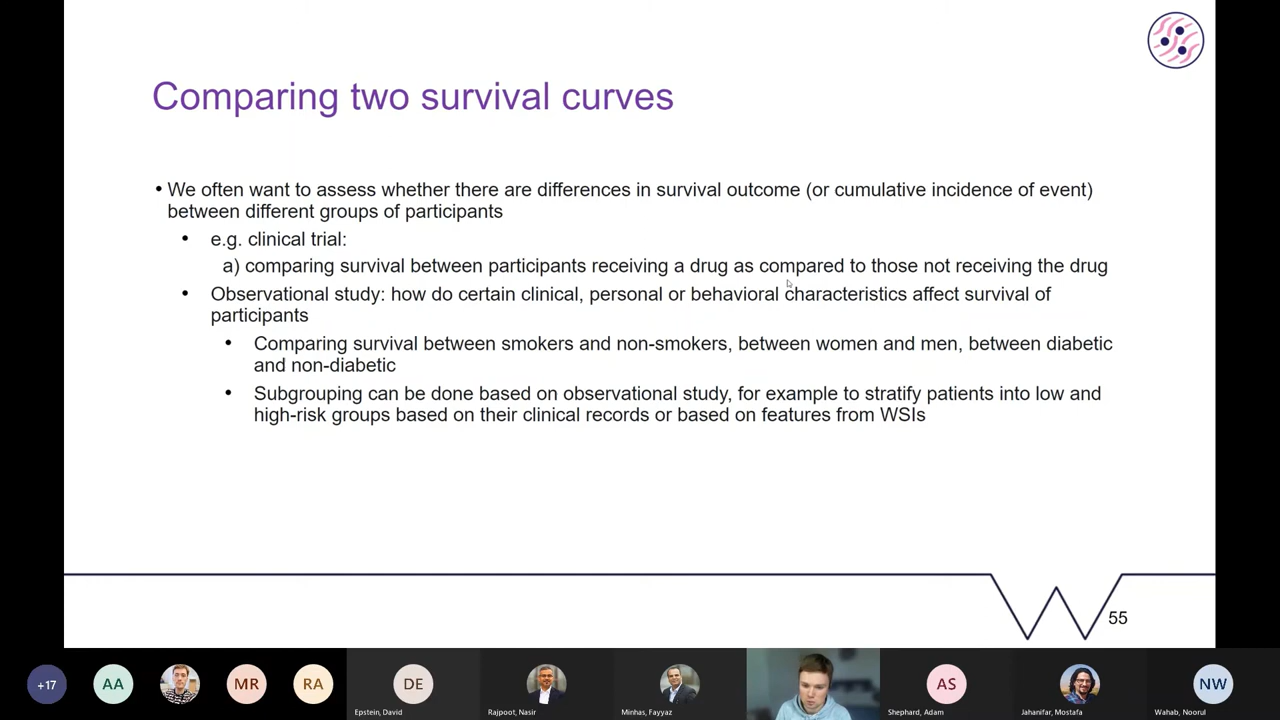 Comparing two survival curves
• We often want to assess whether there are differences in survival outcome (or cumulative incidence of event)
between different groups of participants
• e.g. clinical trial:
a) comparing survival between participants receiving a drug as compared to those not receiving the drug
• Observational study: how do certain clinical, personal or behavioral characteristics affect survival of
participants
• Comparing survival between smokers and non-smokers, between women and men, between diabetic
and non-diabetic
• Subgrouping can be done based on observational study, for example to stratify patients into low and
high-risk groups based on their clinical records or based on features from WSIs
55
+17
AA
MR
RA
DE
AS
NW
Epstein, David
Rajpoot, Nasir
Minhas, Fayyaz
Shephard, Adam
Jahanifar, Mostafa
Wahab, Noorul